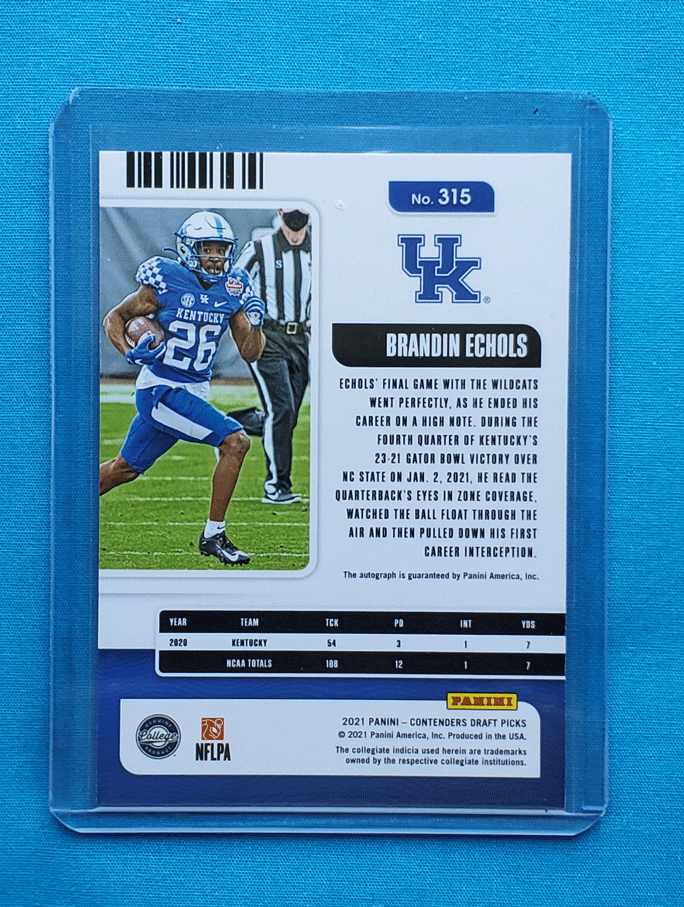 No. 315
UK
®
BRANDIN ECHOLS
ECHOLS' FINAL GAME WITH THE WILDCATS
WENT PERFECTLY, AS HE ENDED HIS
CAREER ON A HIGH NOTE. DURING THE
FOURTH QUARTER OF KENTUCKY'S
23-21 GATOR BOWL VICTORY OVER
NC STATE ON JAN. 2, 2021, HE READ THE
QUARTERBACK'S EYES IN ZONE COVERAGE,
WATCHED THE BALL FLOAT THROUGH THE
AIR AND THEN PULLED DOWN HIS FIRST
CAREER INTERCEPTION.
The autograph is guaranteed by Panini America, Inc.
UK
SEC
KENTUCKY
26
S
YEAR TEAM TCK PD INT YDS
2020 KENTUCKY 54 3 1 7
NCAA TOTALS 108 12 1 7
PANINI
2021 PANINI – CONTENDERS DRAFT PICKS
© 2021 Panini America, Inc. Produced in the USA.
The collegiate indicia used herein are trademarks
owned by the respective collegiate institutions.
GENUINE
College
PRODUCT
NFLPA